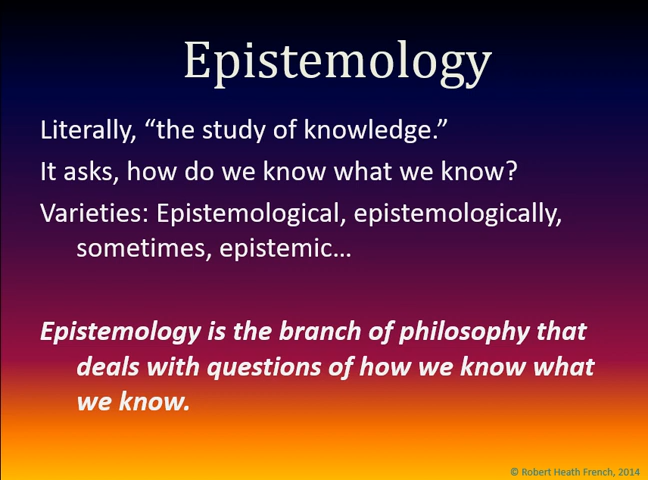 Epistemology
Literally, “the study of knowledge.”
It asks, how do we know what we know?
Varieties: Epistemological, epistemologically,
sometimes, epistemic…
Epistemology is the branch of philosophy that
deals with questions of how we know what
we know.
© Robert Heath French, 2014